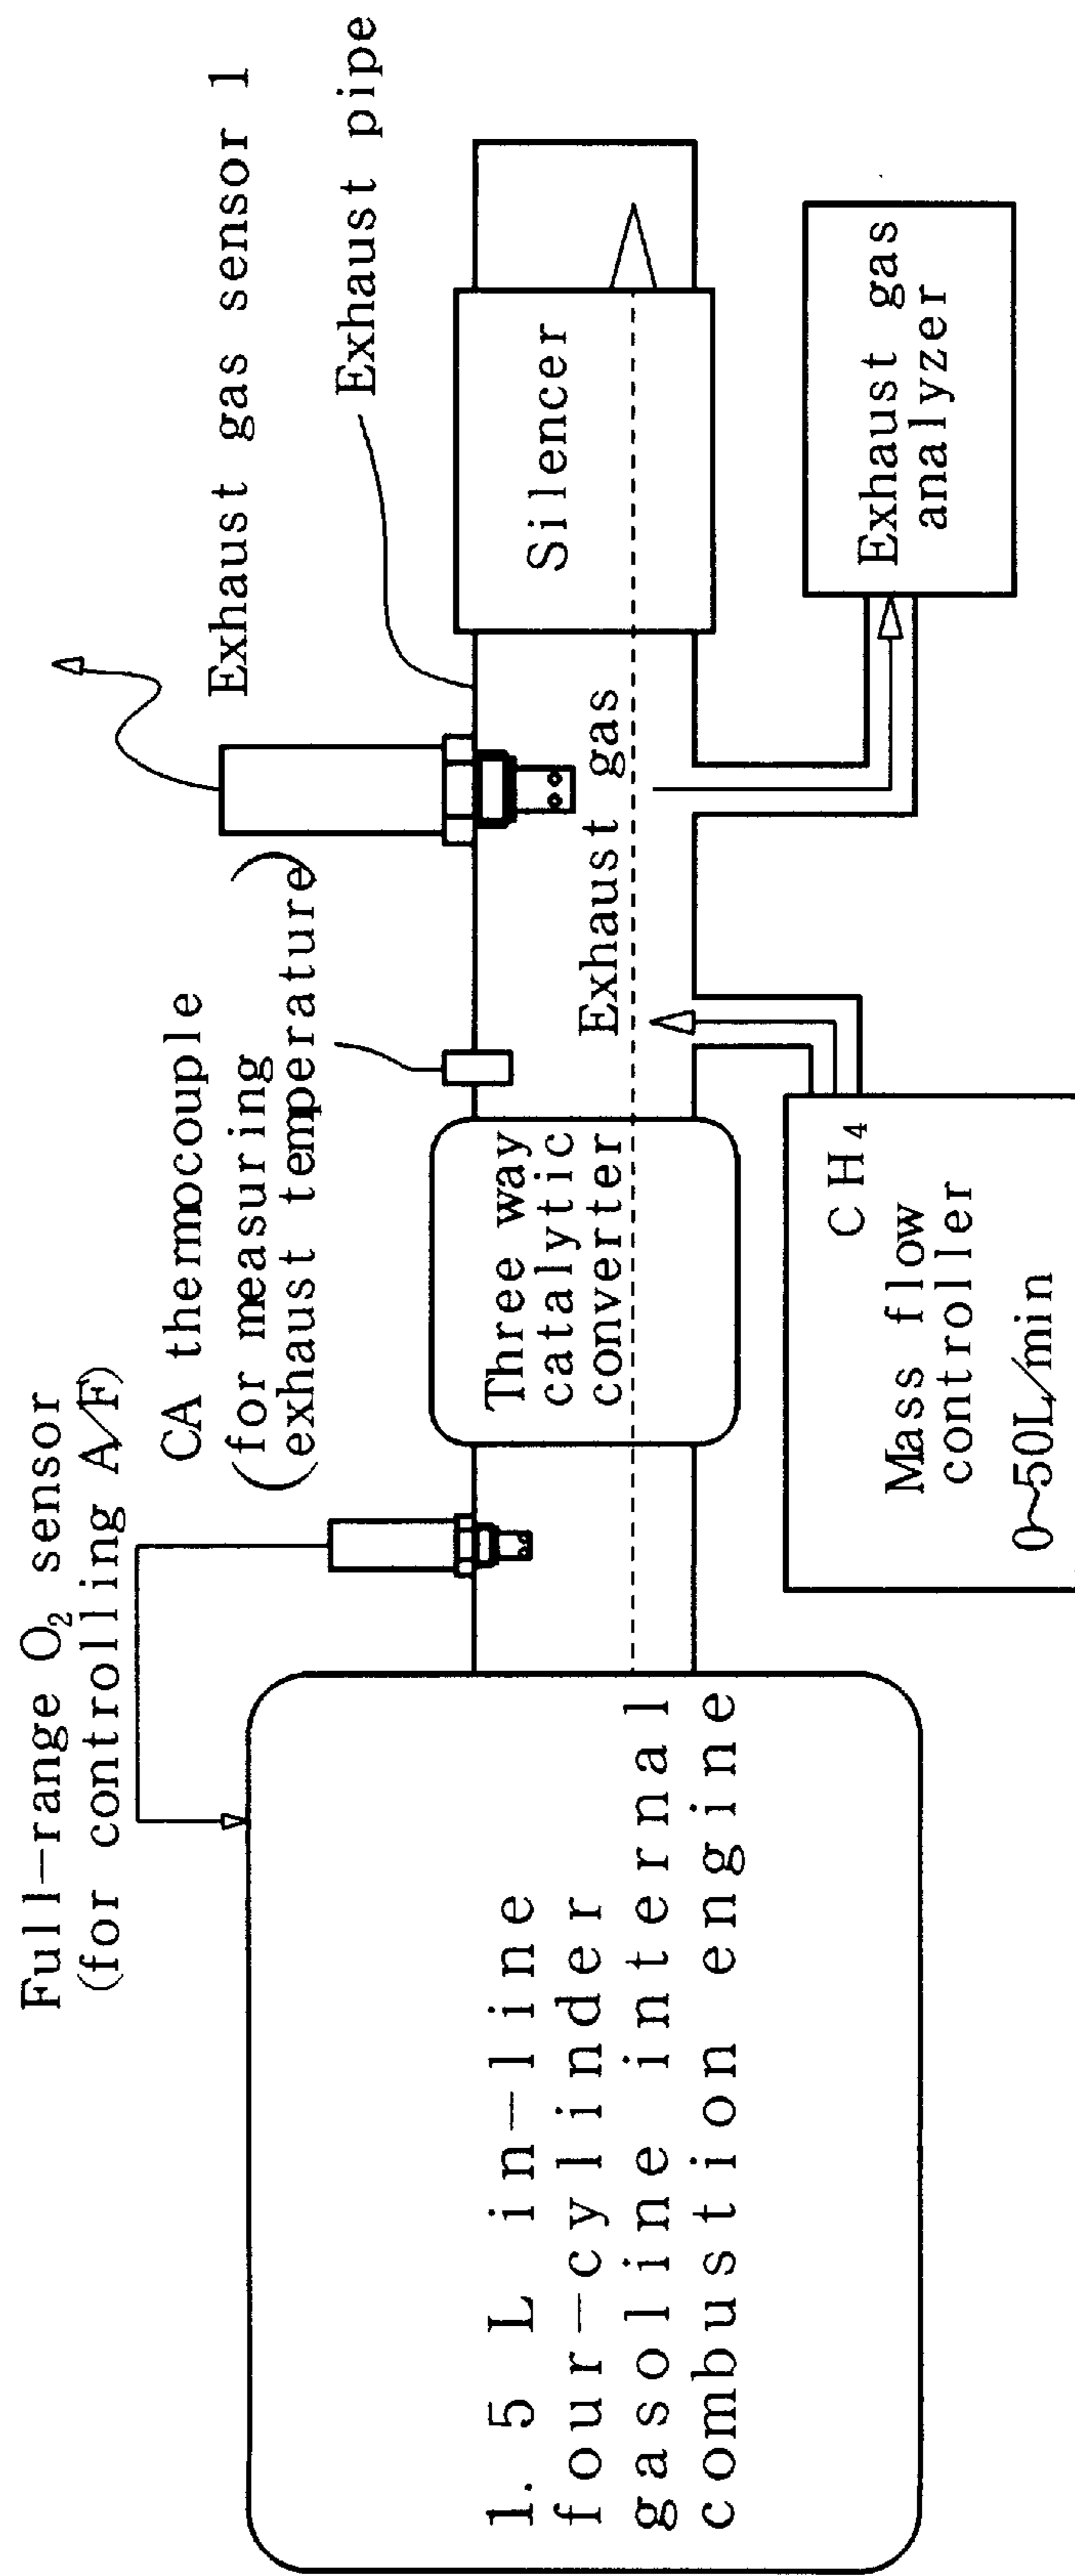 Full-range O₂ sensor
(for controlling A/F)
CA thermocouple
(for measuring
exhaust temperature)
Exhaust gas sensor 1
Exhaust pipe
1. 5 L in-line
four-cylinder
gasoline internal
combustion engine
Three way
catalytic
converter
Exhaust gas
Silencer
CH₄
Mass flow
controller
0~50L/min
Exhaust gas
analyzer